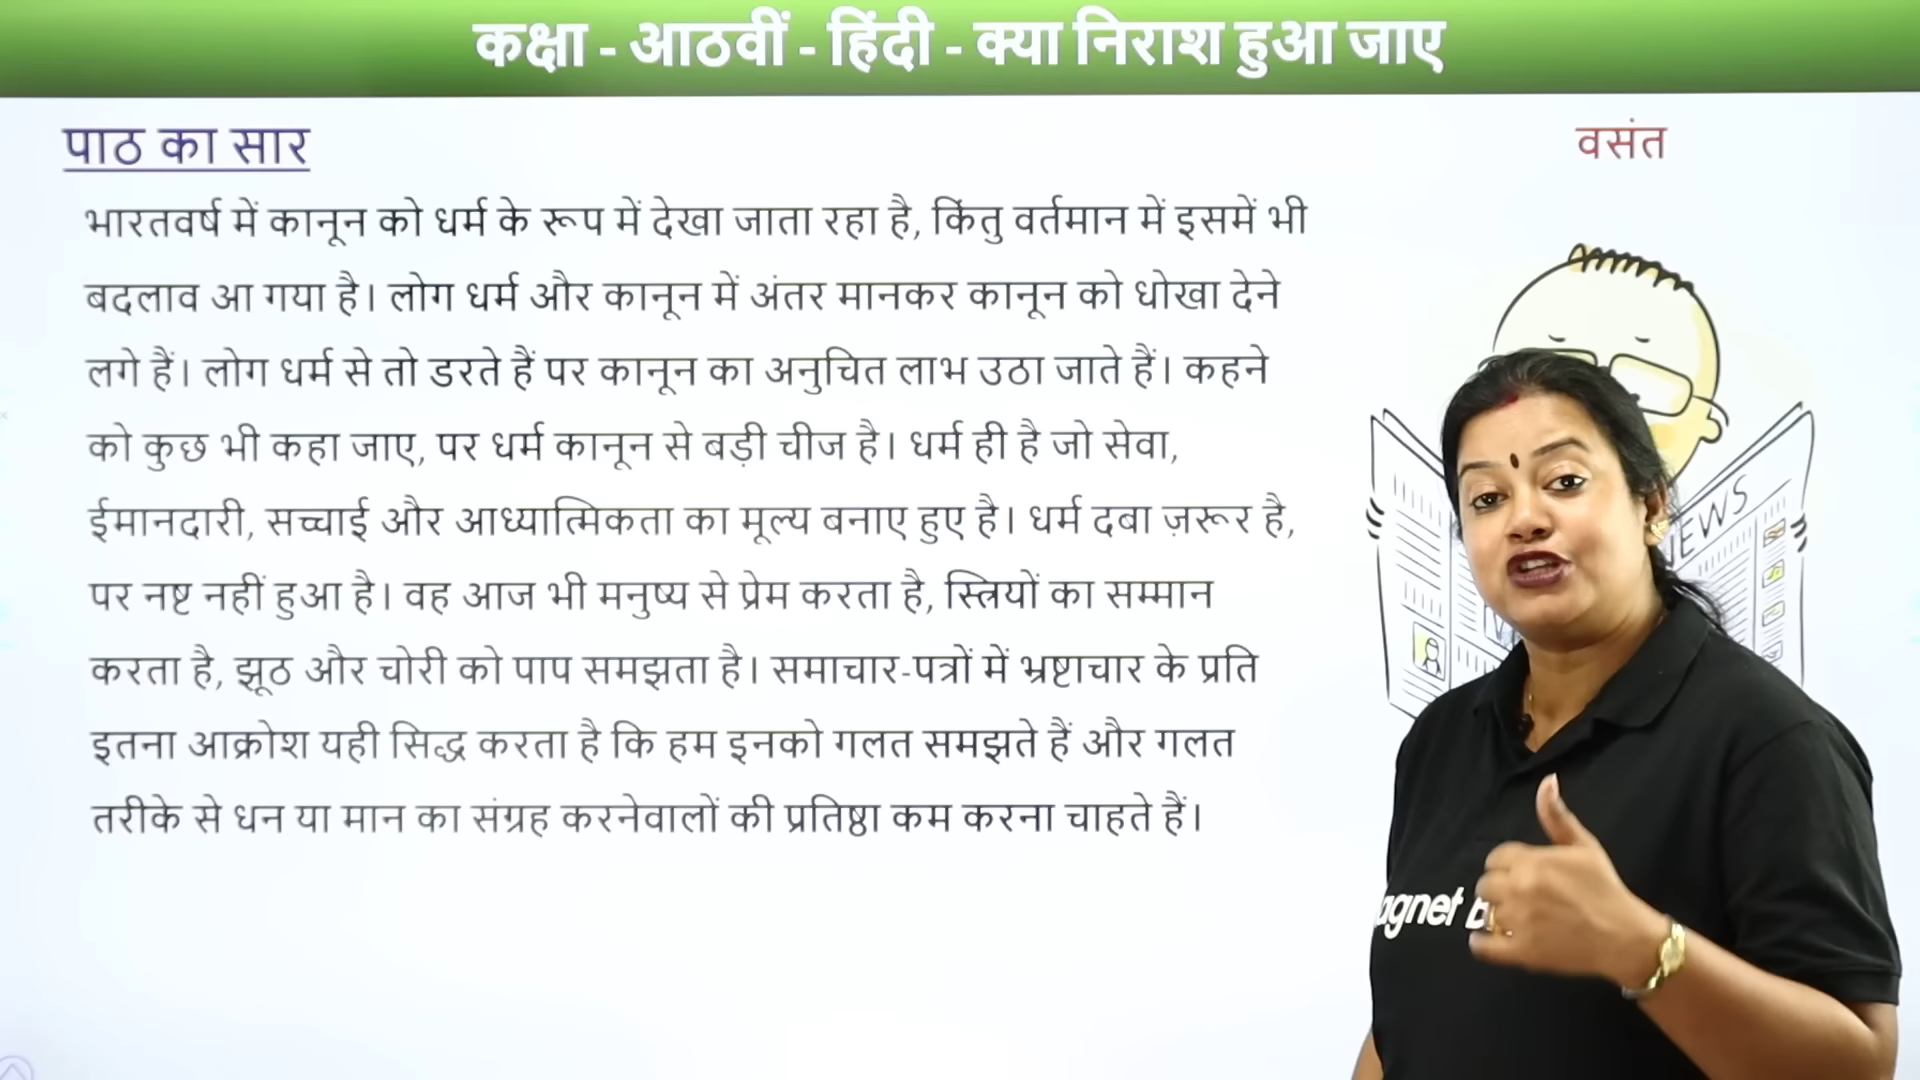 कक्षा - आठवीं - हिंदी - क्या निराश हुआ जाए
पाठ का सार
वसंत
भारतवर्ष में कानून को धर्म के रूप में देखा जाता रहा है, किंतु वर्तमान में इसमें भी
बदलाव आ गया है। लोग धर्म और कानून में अंतर मानकर कानून को धोखा देने
लगे हैं। लोग धर्म से तो डरते हैं पर कानून का अनुचित लाभ उठा जाते हैं। कहने
को कुछ भी कहा जाए, पर धर्म कानून से बड़ी चीज है। धर्म ही है जो सेवा,
ईमानदारी, सच्चाई और आध्यात्मिकता का मूल्य बनाए हुए है। धर्म दबा ज़रूर है,
पर नष्ट नहीं हुआ है। वह आज भी मनुष्य से प्रेम करता है, स्त्रियों का सम्मान
करता है, झूठ और चोरी को पाप समझता है। समाचार-पत्रों में भ्रष्टाचार के प्रति
इतना आक्रोश यही सिद्ध करता है कि हम इनको गलत समझते हैं और गलत
तरीके से धन या मान का संग्रह करनेवालों की प्रतिष्ठा कम करना चाहते हैं।
EWS
agnet